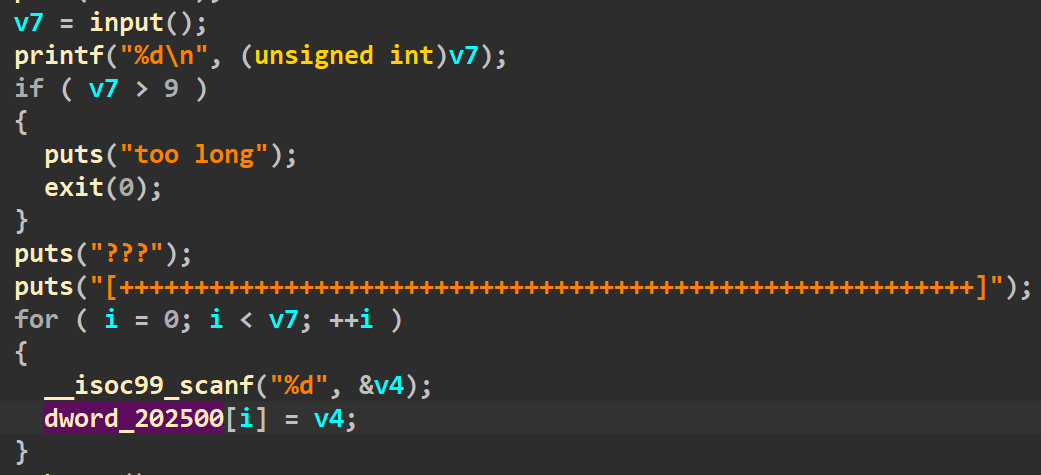 v7 = input();
printf("%d\n", (unsigned int)v7);
if ( v7 > 9 )
{
puts("too long");
exit(0);
}
puts("???");
puts("[+++++++++++++++++++++++++++++++++++++++++++++++++++++++++]");
for ( i = 0; i < v7; ++i )
{
__isoc99_scanf("%d", &v4);
dword_202500[i] = v4;
}